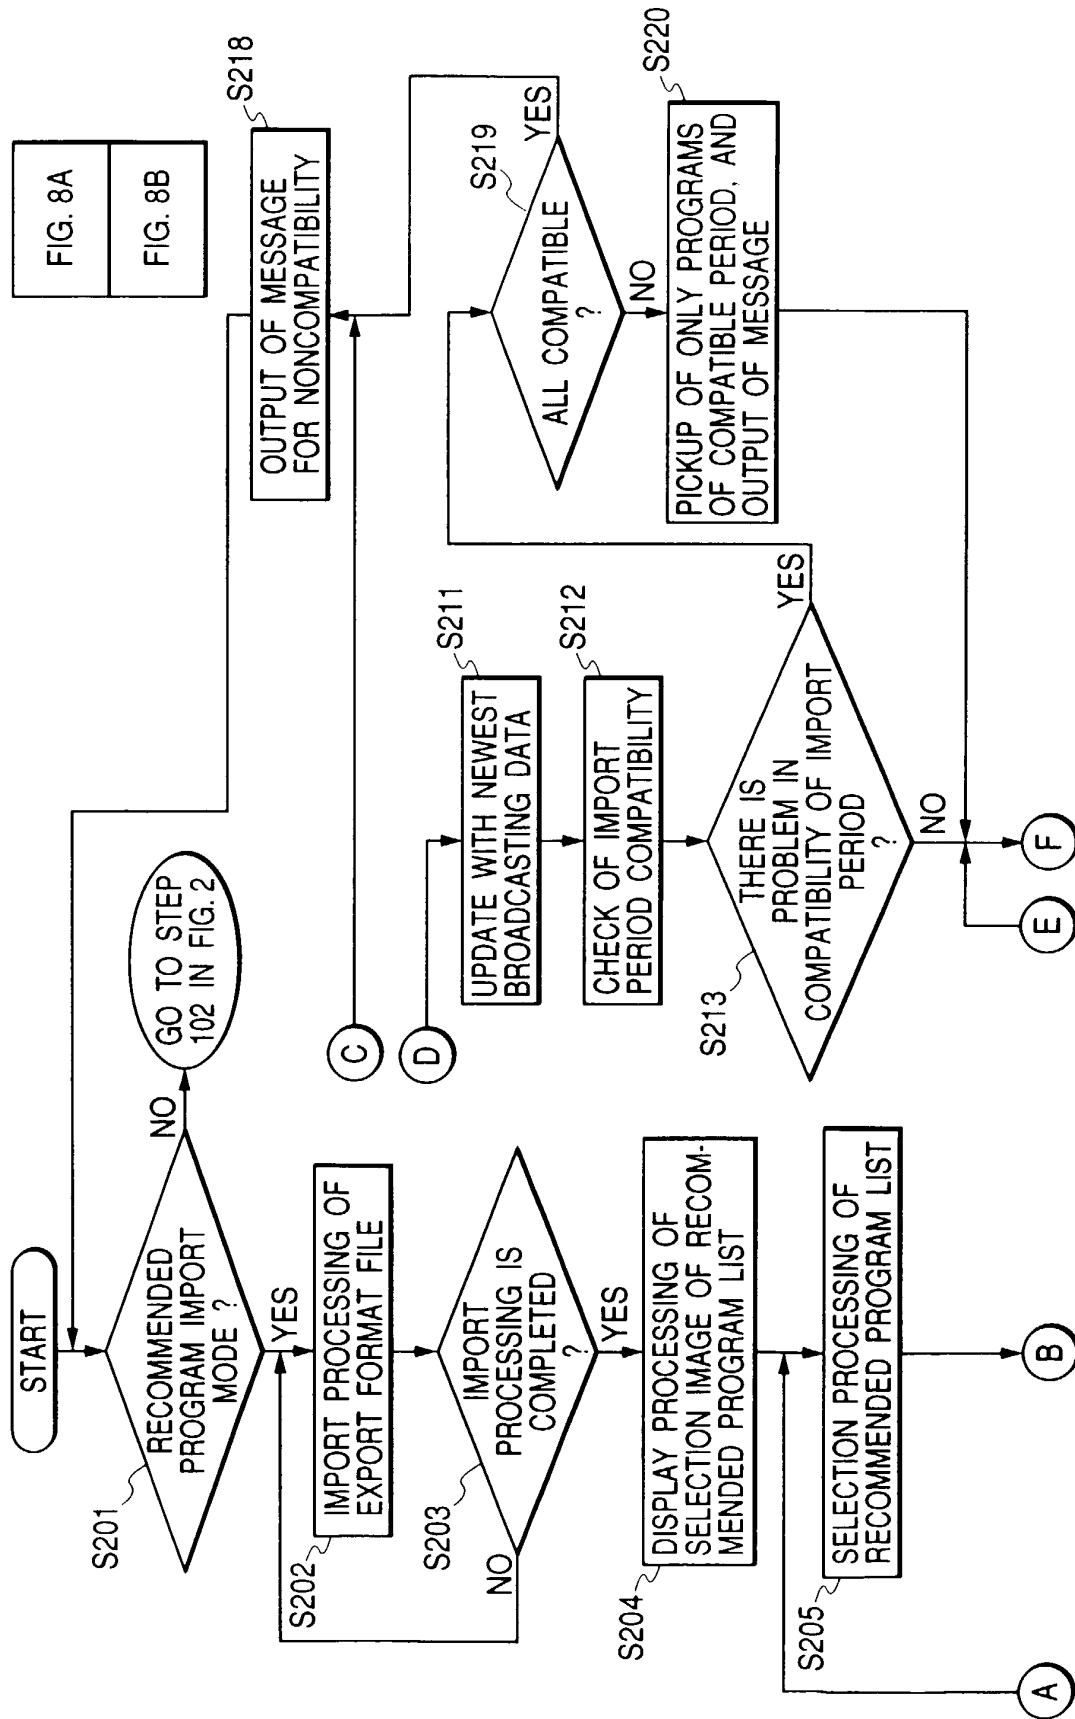 FIG. 8A
FIG. 8B
START
S201
RECOMMENDED
PROGRAM IMPORT
MODE ?
NO
GO TO STEP
102 IN FIG. 2
YES
S202
IMPORT PROCESSING OF
EXPORT FORMAT FILE
S203
IMPORT
PROCESSING IS
COMPLETED
?
NO
YES
S204
DISPLAY PROCESSING OF
SELECTION IMAGE OF RECOM-
MENDED PROGRAM LIST
S205
SELECTION PROCESSING OF
RECOMMENDED PROGRAM LIST
A
B
C
D
S211
UPDATE WITH NEWEST
BROADCASTING DATA
S212
CHECK OF IMPORT
PERIOD COMPATIBILITY
S213
THERE IS
PROBLEM IN
COMPATIBILITY OF IMPORT
PERIOD
?
YES
NO
E
F
S218
OUTPUT OF MESSAGE
FOR NONCOMPATIBILITY
S219
ALL COMPATIBLE
?
YES
NO
S220
PICKUP OF ONLY PROGRAMS
OF COMPATIBLE PERIOD, AND
OUTPUT OF MESSAGE